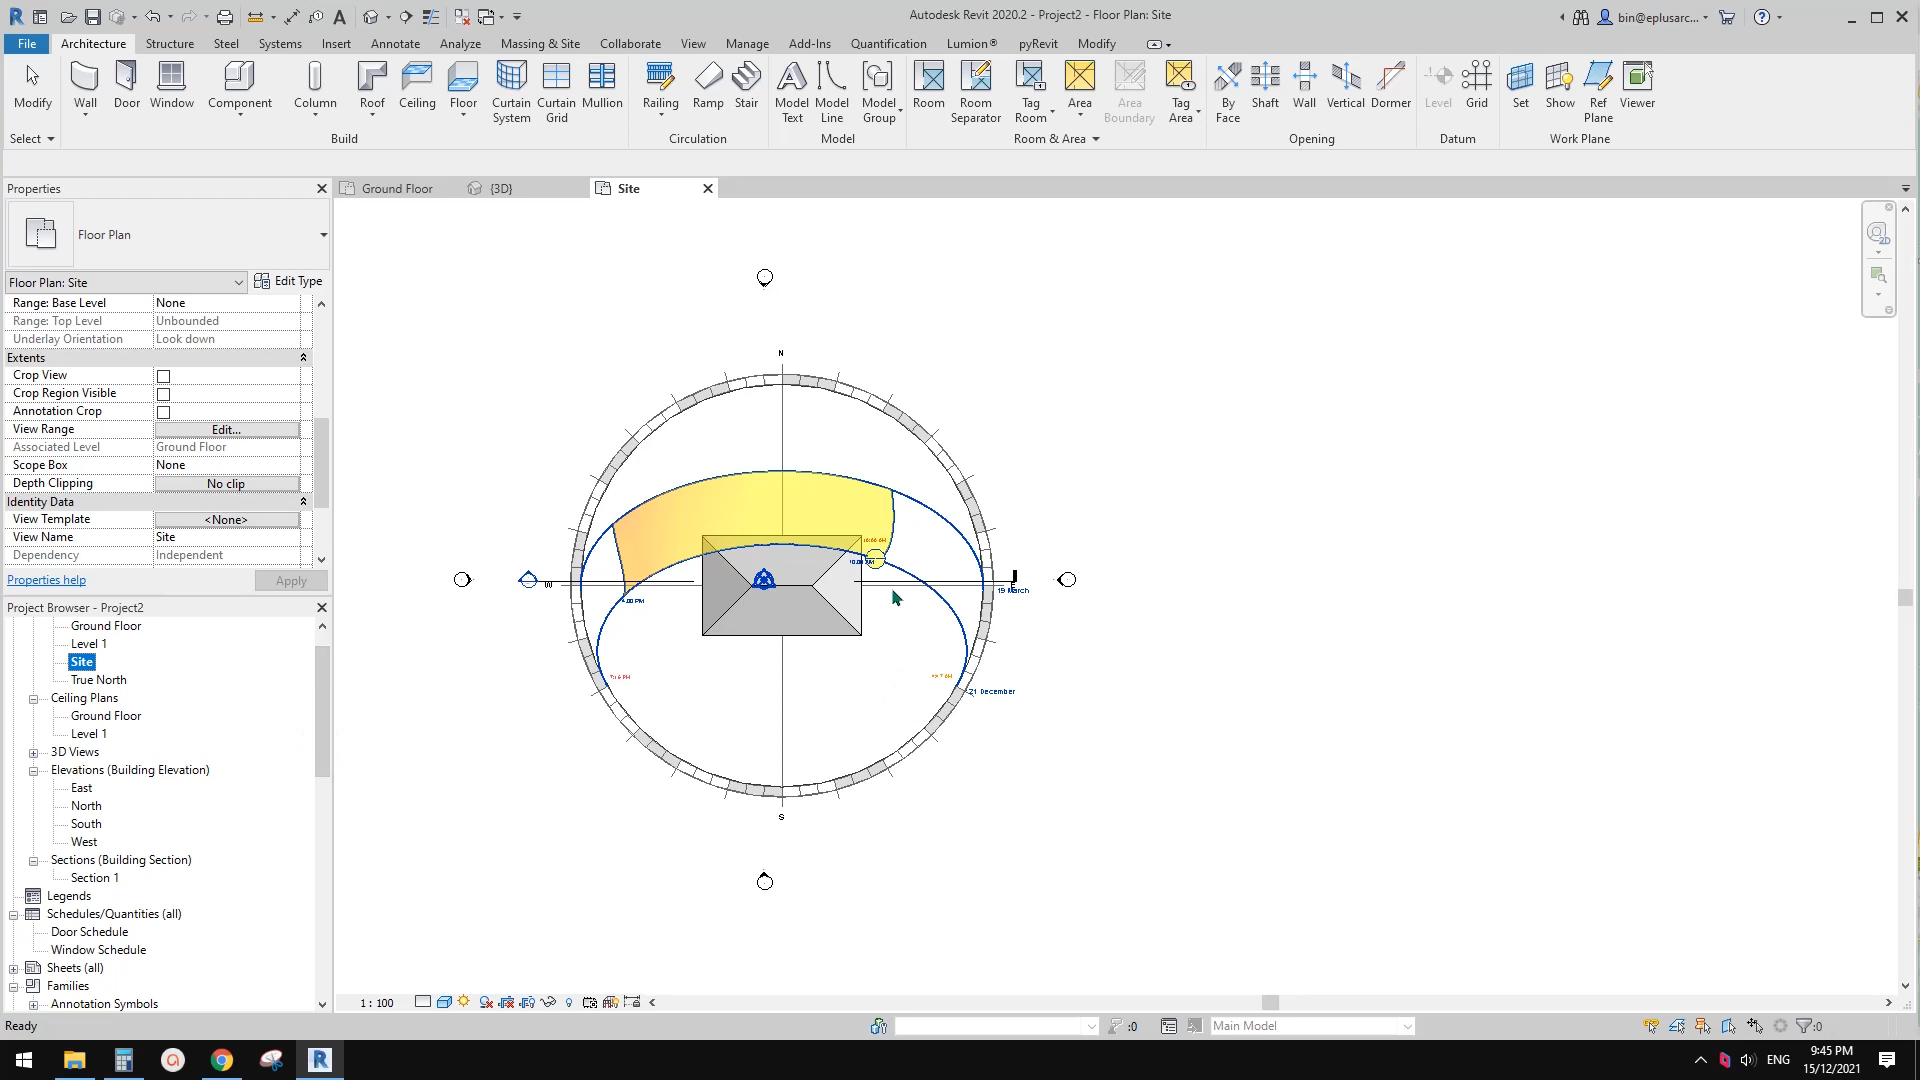 Autodesk Revit 2020.2 - Project2 - Floor Plan: Site
bin@eplusarc...
File Architecture Structure Steel Systems Insert Annotate Analyze Massing & Site Collaborate View Manage Add-Ins Quantification Lumion® pyRevit Modify
Modify
Wall
Door
Window
Component
Column
Roof
Ceiling
Floor
Curtain System
Curtain Grid
Mullion
Railing
Ramp
Stair
Model Text
Model Line
Model Group
Room
Room Separator
Tag Room
Area
Area Boundary
Tag Area
By Face
Shaft
Wall
Vertical
Dormer
Level
Grid
Set
Show
Ref Plane
Viewer
Select
Build
Circulation
Model
Room & Area
Opening
Datum
Work Plane
Properties
Ground Floor
{3D}
Site
Floor Plan
Floor Plan: Site
Edit Type
Range: Base Level None
Range: Top Level Unbounded
Underlay Orientation Look down
Extents
Crop View
Crop Region Visible
Annotation Crop
View Range Edit...
Associated Level Ground Floor
Scope Box None
Depth Clipping No clip
Identity Data
View Template <None>
View Name Site
Dependency Independent
Properties help
Apply
Project Browser - Project2
Ground Floor
Level 1
Site
True North
Ceiling Plans
Ground Floor
Level 1
3D Views
Elevations (Building Elevation)
East
North
South
West
Sections (Building Section)
Section 1
Legends
Schedules/Quantities (all)
Door Schedule
Window Schedule
Sheets (all)
Families
Annotation Symbols
N
W
E
19 March
4:00 PM
21 December
S
2D
1 : 100
Ready
:0
Main Model
:0
ENG
9:45 PM
15/12/2021